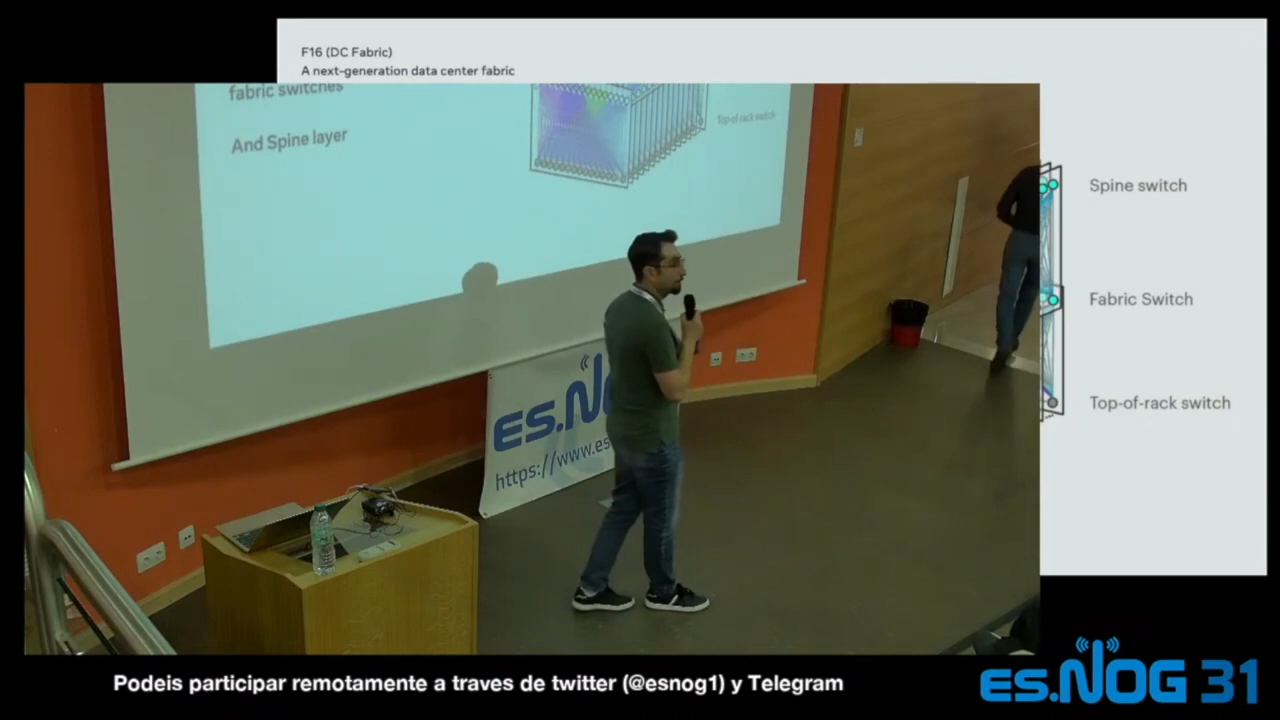 F16 (DC Fabric)
A next-generation data center fabric
fabric switches
And Spine layer
Top-of-rack switch
Spine switch
Fabric Switch
Top-of-rack switch
es.N
https://www.es
Podeis participar remotamente a traves de twitter (@esnog1) y Telegram
es.NOG 31